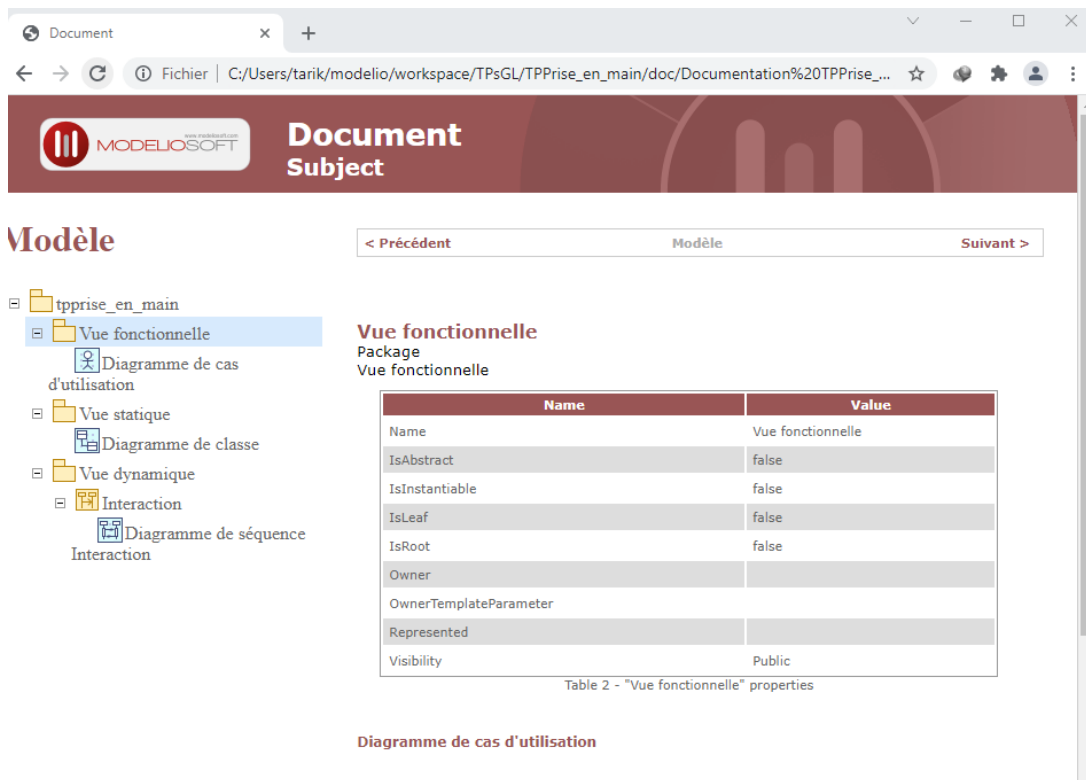 Document
Fichier
C:/Users/tarik/modelio/workspace/TPsGL/TPPrise_en_main/doc/Documentation%20TPPrise_...
www.modeliosoft.com
MODELIOSOFT
Document
Subject
Modèle
< Précédent Modèle Suivant >
tpprise_en_main
Vue fonctionnelle
Diagramme de cas
d'utilisation
Vue statique
Diagramme de classe
Vue dynamique
Interaction
Diagramme de séquence
Interaction
Vue fonctionnelle
Package
Vue fonctionnelle
Name Value
Name Vue fonctionnelle
IsAbstract false
IsInstantiable false
IsLeaf false
IsRoot false
Owner
OwnerTemplateParameter
Represented
Visibility Public
Table 2 - "Vue fonctionnelle" properties
Diagramme de cas d'utilisation